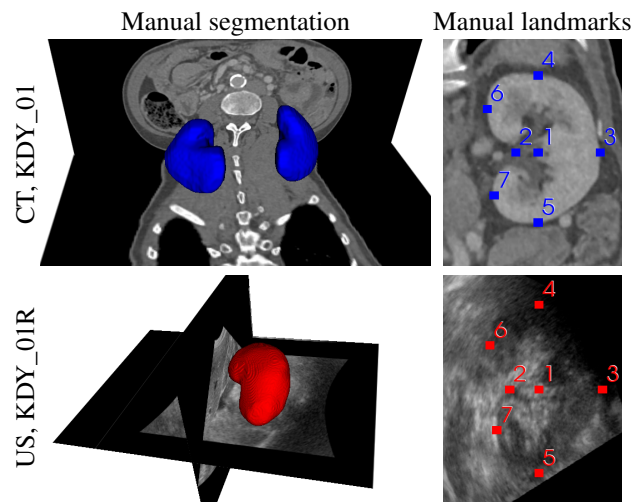 Manual segmentation
Manual landmarks
CT, KDY_01
4
6
2 1 3
7
5
US, KDY_01R
4
6
2 1 3
7
5